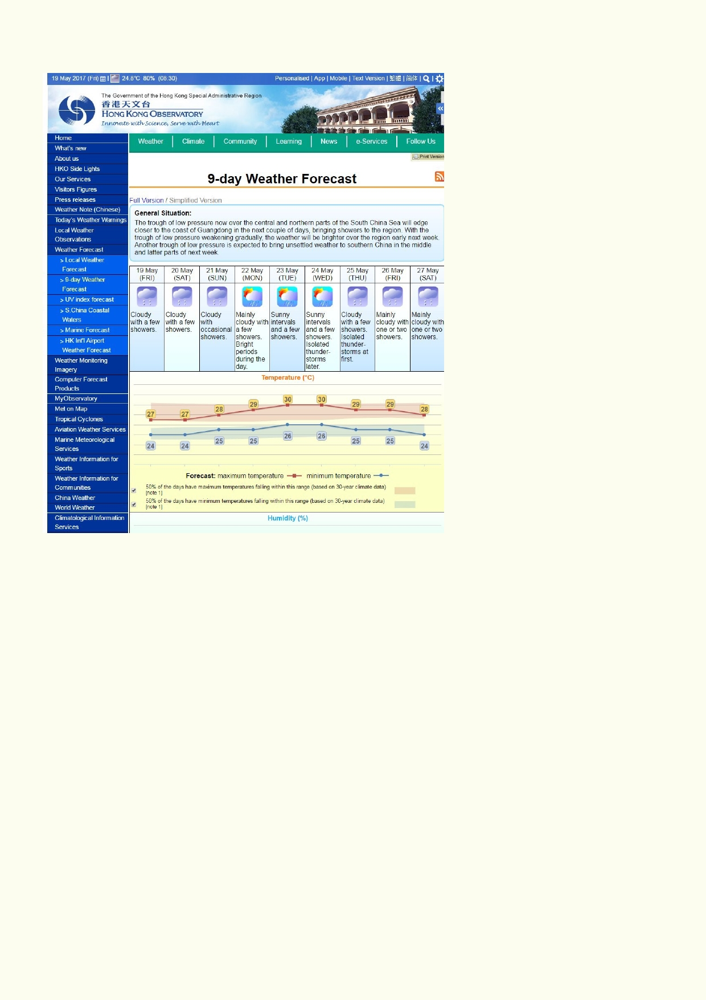 19 May 2017 (Fri) | 24.8°C 80% (08:30)
Personalised | App | Mobile | Text Version | 繁體 | 简体 |
The Government of the Hong Kong Special Administrative Region
香港天文台
HONG KONG OBSERVATORY
Innovate with Science, Serve with Heart
Home
What's new
About us
HKO Side Lights
Our Services
Visitors Figures
Press releases
Weather Note (Chinese)
Today's Weather Warnings
Local Weather
Observations
Weather Forecast
> Local Weather
Forecast
> 9-day Weather
Forecast
> UV index forecast
> S.China Coastal
Waters
> Marine Forecast
> HK Int'l Airport
Weather Forecast
Weather Monitoring
Imagery
Computer Forecast
Products
MyObservatory
Met on Map
Tropical Cyclones
Aviation Weather Services
Marine Meteorological
Services
Weather Information for
Sports
Weather Information for
Communities
China Weather
World Weather
Climatological Information
Services
Weather Climate Community Learning News e-Services Follow Us
Print Version
9-day Weather Forecast
Full Version / Simplified Version
General Situation:
The trough of low pressure now over the central and northern parts of the South China Sea will edge
closer to the coast of Guangdong in the next couple of days, bringing showers to the region. With the
trough of low pressure weakening gradually, the weather will be brighter over the region early next week.
Another trough of low pressure is expected to bring unsettled weather to southern China in the middle
and latter parts of next week.
19 May
(FRI)
Cloudy
with a few
showers.
20 May
(SAT)
Cloudy
with a few
showers.
21 May
(SUN)
Cloudy
with
occasional
showers.
22 May
(MON)
Mainly
cloudy with
a few
showers.
Bright
periods
during the
day.
23 May
(TUE)
Sunny
intervals
and a few
showers.
24 May
(WED)
Sunny
intervals
and a few
showers.
Isolated
thunder-
storms
later.
25 May
(THU)
Cloudy
with a few
showers.
Isolated
thunder-
storms at
first.
26 May
(FRI)
Mainly
cloudy with
one or two
showers.
27 May
(SAT)
Mainly
cloudy with
one or two
showers.
Temperature (°C)
27 27 28 29 30 30 29 29 28
24 24 25 25 26 26 25 25 24
Forecast: maximum temperature minimum temperature
50% of the days have maximum temperatures falling within this range (based on 30-year climate data)
[note 1]
50% of the days have minimum temperatures falling within this range (based on 30-year climate data)
[note 1]
Humidity (%)